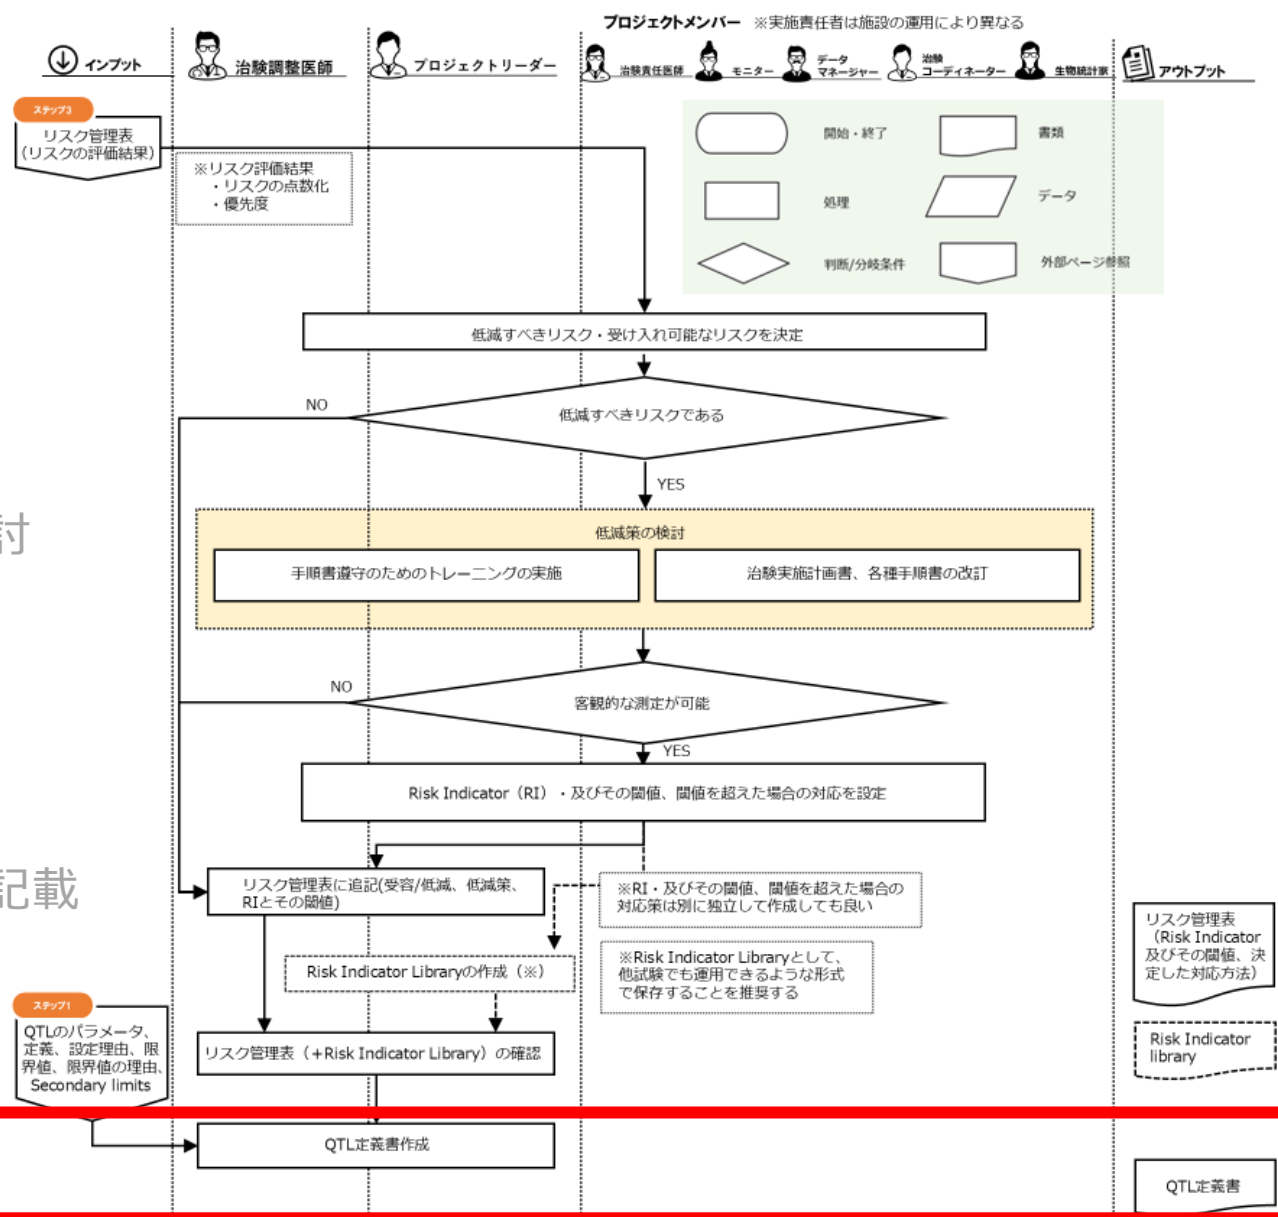 プロジェクトメンバー ※実施責任者は施設の運用により異なる
インプット
治験調整医師
プロジェクトリーダー
治験責任医師
モニター
データ
マネージャー
治験
コーディネーター
生物統計家
アウトプット
ステップ3
リスク管理表
(リスクの評価結果)
※リスク評価結果
・リスクの点数化
・優先度
開始・終了
書類
処理
データ
判断/分岐条件
外部ページ参照
低減すべきリスク・受け入れ可能なリスクを決定
NO
低減すべきリスクである
YES
討
低減策の検討
手順書遵守のためのトレーニングの実施
治験実施計画書、各種手順書の改訂
NO
客観的な測定が可能
YES
Risk Indicator（RI）・及びその閾値、閾値を超えた場合の対応を設定
記載
リスク管理表に追記(受容/低減、低減策、
RIとその閾値)
※RI・及びその閾値、閾値を超えた場合の
対応策は別に独立して作成しても良い
Risk Indicator Libraryの作成（※）
※Risk Indicator Libraryとして、
他試験でも運用できるような形式
で保存することを推奨する
リスク管理表
（Risk Indicator
及びその閾値、決
定した対応方法）
ステップ1
QTLのパラメータ、
定義、設定理由、限
界値、限界値の理由、
Secondary limits
リスク管理表（+Risk Indicator Library）の確認
Risk Indicator
library
QTL定義書作成
QTL定義書